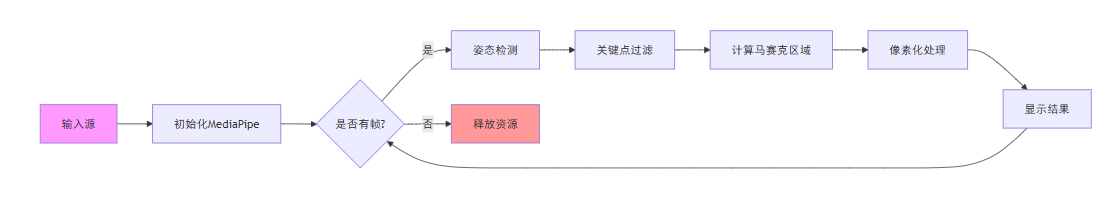 输入源
初始化MediaPipe
是否有帧?
是
姿态检测
关键点过滤
计算马赛克区域
像素化处理
显示结果
否
释放资源